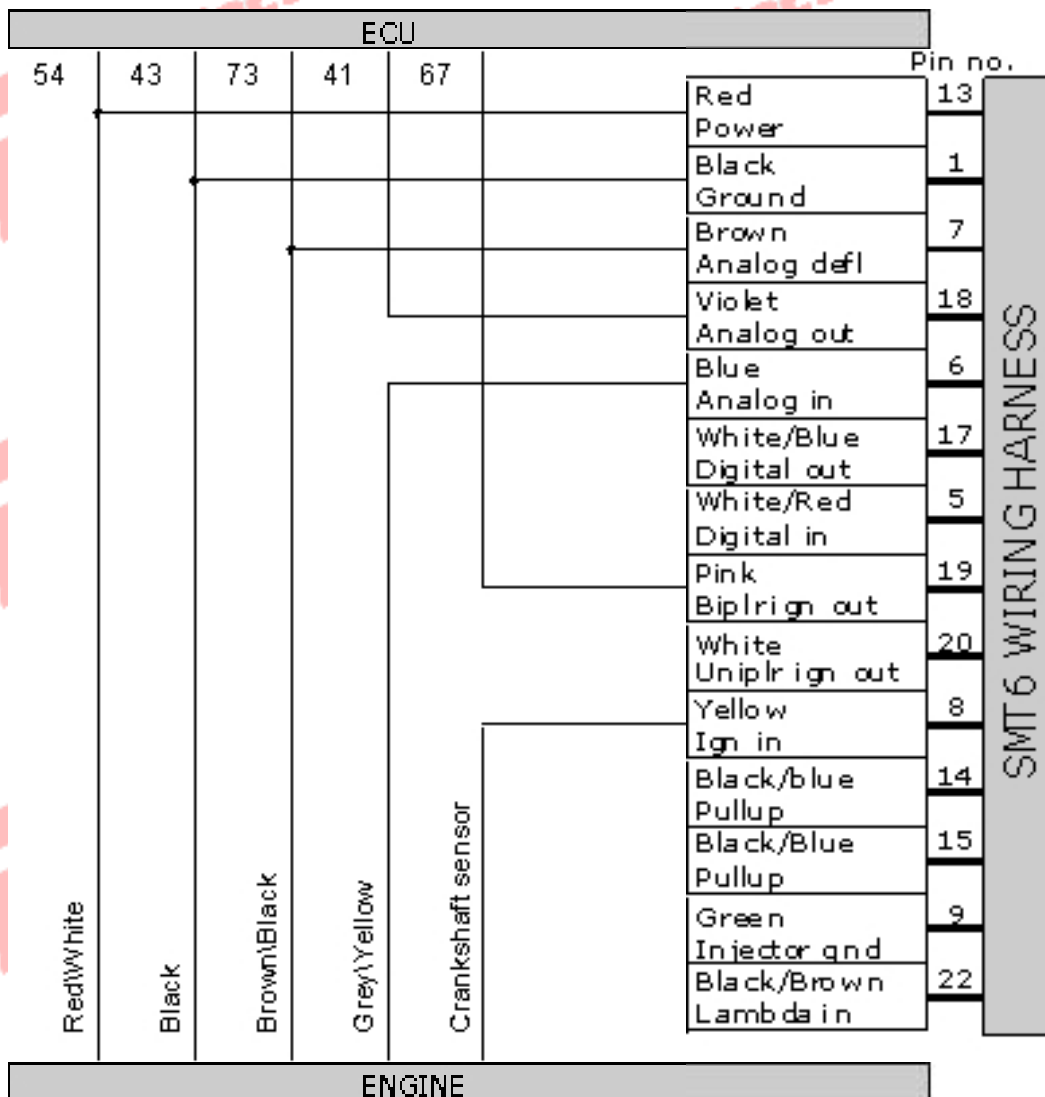 ECU
54 43 73 41 67
Pin no.
Red 13
Power
Black 1
Ground
Brown 7
Analog defl
Violet 18
Analog out
Blue 6
Analog in
White/Blue 17
Digital out
White/Red 5
Digital in
Pink 19
Biplrign out
White 20
Uniplrign out
Yellow 8
Ign in
Black/blue 14
Pullup
Black/Blue 15
Pullup
Green 9
Injector gnd
Black/Brown 22
Lambda in
SMT6 WIRING HARNESS
Red\White
Black
Brown\Black
Grey\Yellow
Crankshaft sensor
ENGINE